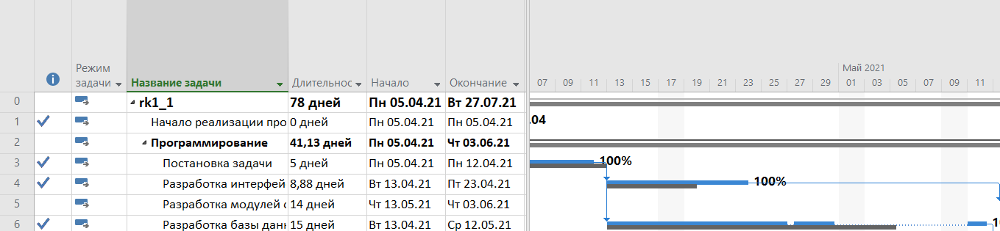 Май 2021
Режим задачи Название задачи Длительнос Начало Окончание 07 09 11 13 15 17 19 21 23 25 27 29 01 03 05 07 09 11
0 rk1_1 78 дней Пн 05.04.21 Вт 27.07.21
1 Начало реализации про 0 дней Пн 05.04.21 Пн 05.04.21 .04
2 Программирование 41,13 дней Пн 05.04.21 Чт 03.06.21
3 Постановка задачи 5 дней Пн 05.04.21 Пн 12.04.21 100%
4 Разработка интерфей 8,88 дней Вт 13.04.21 Пт 23.04.21 100%
5 Разработка модулей с 14 дней Чт 13.05.21 Чт 03.06.21
6 Разработка базы данн 15 дней Вт 13.04.21 Ср 12.05.21